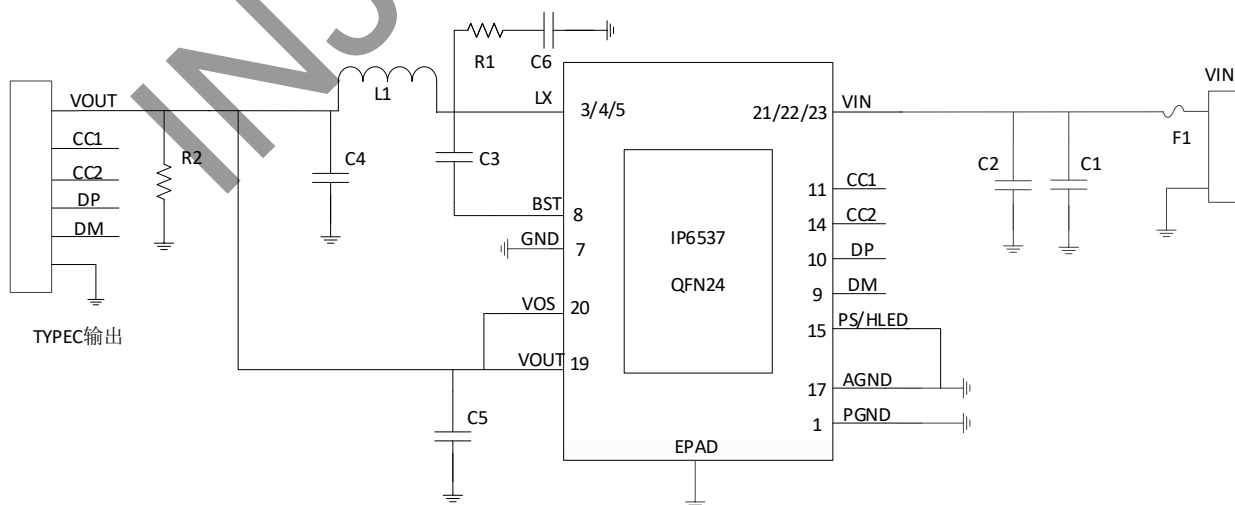 INS
R1
C6
VIN
L1
VOUT
LX
3/4/5
21/22/23
VIN
F1
CC1
R2
C4
C3
C2
C1
CC2
11
CC1
DP
BST
8
14
CC2
DM
GND
7
IP6537
10
DP
QFN24
9
DM
VOS
20
15
PS/HLED
TYPEC输出
VOUT
19
17
AGND
C5
1
PGND
EPAD